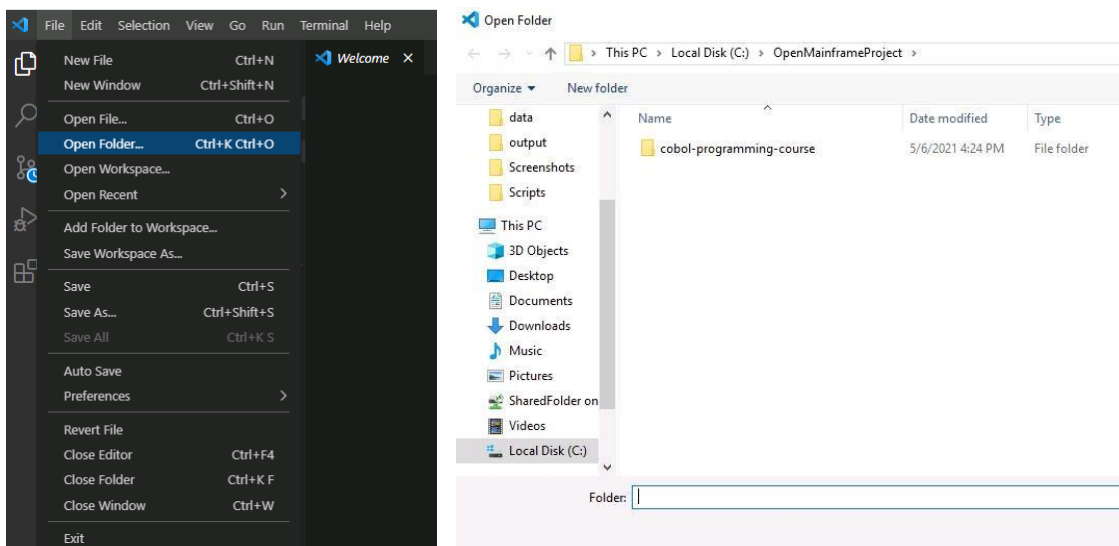 File Edit Selection View Go Run Terminal Help
Welcome
New File Ctrl+N
New Window Ctrl+Shift+N
Open File... Ctrl+O
Open Folder... Ctrl+K Ctrl+O
Open Workspace...
Open Recent
Add Folder to Workspace...
Save Workspace As...
Save Ctrl+S
Save As... Ctrl+Shift+S
Save All Ctrl+K S
Auto Save
Preferences
Revert File
Close Editor Ctrl+F4
Close Folder Ctrl+K F
Close Window Ctrl+W
Exit
Open Folder
This PC > Local Disk (C:) > OpenMainframeProject >
Organize New folder
Name Date modified Type
cobol-programming-course 5/6/2021 4:24 PM File folder
data
output
Screenshots
Scripts
This PC
3D Objects
Desktop
Documents
Downloads
Music
Pictures
SharedFolder on
Videos
Local Disk (C:)
Folder: